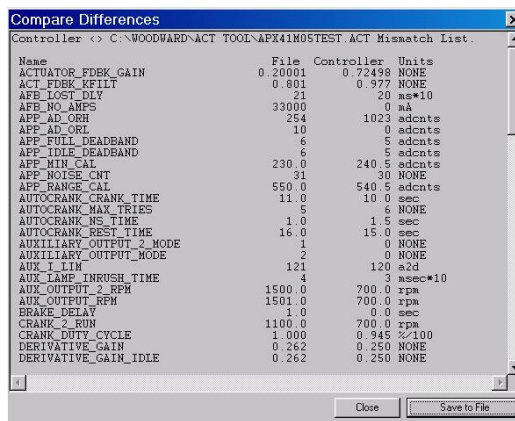 Compare Differences
Controller <> C:\WOODWARD\ACT TOOL\APX41M05TEST.ACT Mismatch List.
Name File Controller Units
ACTUATOR_FDBK_GAIN 0.20001 0.72498 NONE
ACT_FDBK_KFILT 0.801 0.977 NONE
AFB_LOST_DLY 21 20 ms*10
AFB_NO_AMPS 33000 0 mA
APP_AD_ORH 254 1023 adcnts
APP_AD_ORL 10 0 adcnts
APP_FULL_DEADBAND 6 5 adcnts
APP_IDLE_DEADBAND 6 5 adcnts
APP_MIN_CAL 230.0 240.5 adcnts
APP_NOISE_CNT 31 30 NONE
APP_RANGE_CAL 550.0 540.5 adcnts
AUTOCRANK_CRANK_TIME 11.0 10.0 sec
AUTOCRANK_MAX_TRIES 5 6 NONE
AUTOCRANK_NS_TIME 1.0 1.5 sec
AUTOCRANK_REST_TIME 16.0 15.0 sec
AUXILIARY_OUTPUT_2_MODE 1 0 NONE
AUXILIARY_OUTPUT_MODE 2 0 NONE
AUX_I_LIM 121 120 a2d
AUX_LAMP_INRUSH_TIME 4 3 msec*10
AUX_OUTPUT_2_RPM 1500.0 700.0 rpm
AUX_OUTPUT_RPM 1501.0 700.0 rpm
BRAKE_DELAY 1.0 0.0 sec
CRANK_2_RUN 1100.0 700.0 rpm
CRANK_DUTY_CYCLE 1.000 0.945 %/100
DERIVATIVE_GAIN 0.262 0.250 NONE
DERIVATIVE_GAIN_IDLE 0.262 0.250 NONE
Close Save to File